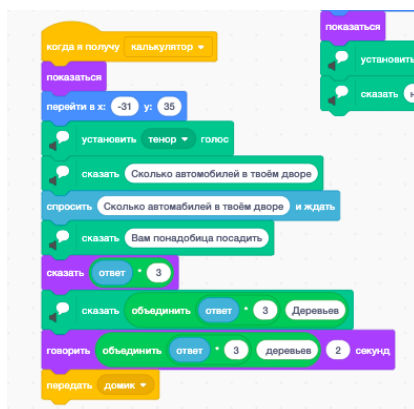 показаться
установить
сказать
когда я получу калькулятор
показаться
перейти в x: -31 y: 35
установить тенор голос
сказать Сколько автомобилей в твоём дворе
спросить Сколько автомабилей в твоём дворе и ждать
сказать Вам понадобица посадить
сказать ответ * 3
сказать объединить ответ * 3 Деревьев
говорить объединить ответ * 3 деревьев 2 секунд
передать домик